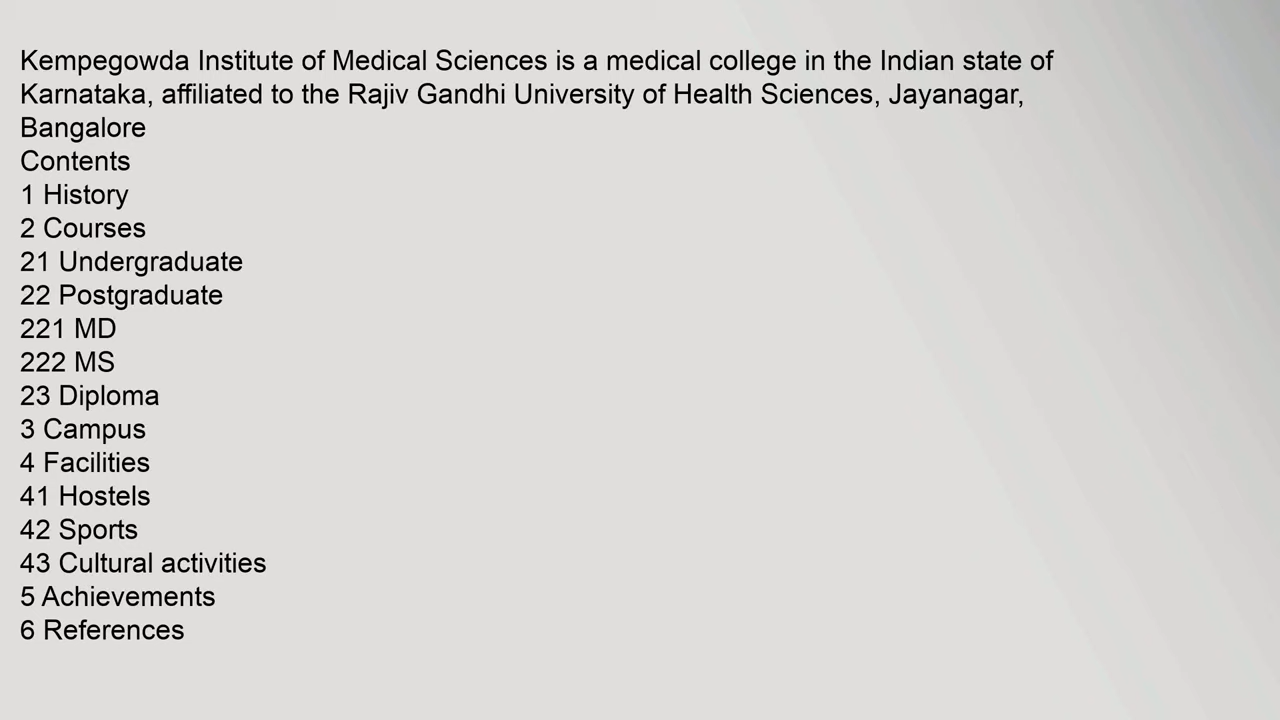 Kempegowda Institute of Medical Sciences is a medical college in the Indian state of
Karnataka, affiliated to the Rajiv Gandhi University of Health Sciences, Jayanagar,
Bangalore
Contents
1 History
2 Courses
21 Undergraduate
22 Postgraduate
221 MD
222 MS
23 Diploma
3 Campus
4 Facilities
41 Hostels
42 Sports
43 Cultural activities
5 Achievements
6 References